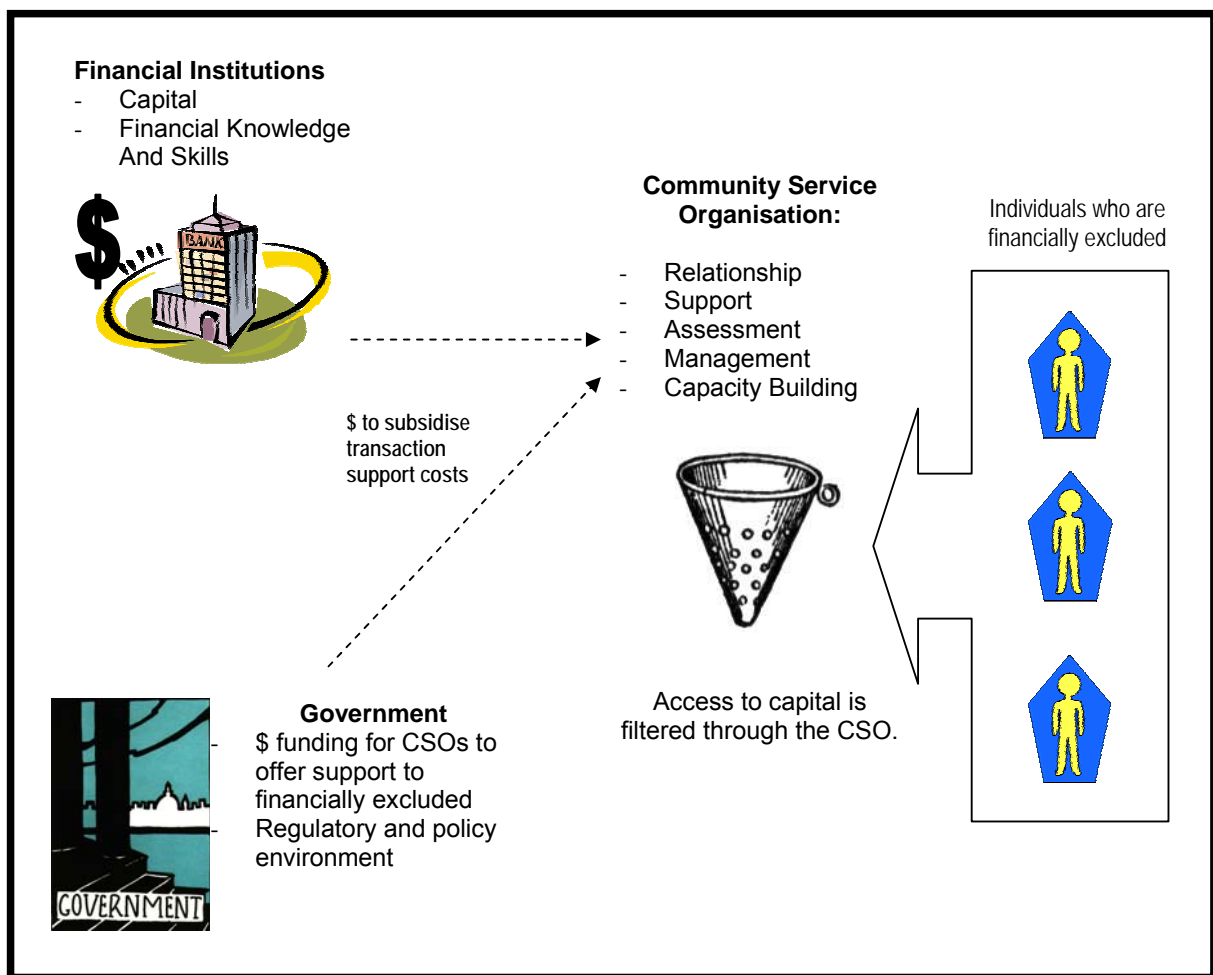 Financial Institutions
- Capital
- Financial Knowledge
And Skills
$
BANK
Community Service
Organisation:
- Relationship
- Support
- Assessment
- Management
- Capacity Building
Individuals who are
financially excluded
$ to subsidise
transaction
support costs
Access to capital is
filtered through the CSO.
Government
- $ funding for CSOs to
offer support to
financially excluded
- Regulatory and policy
environment
GOVERNMENT